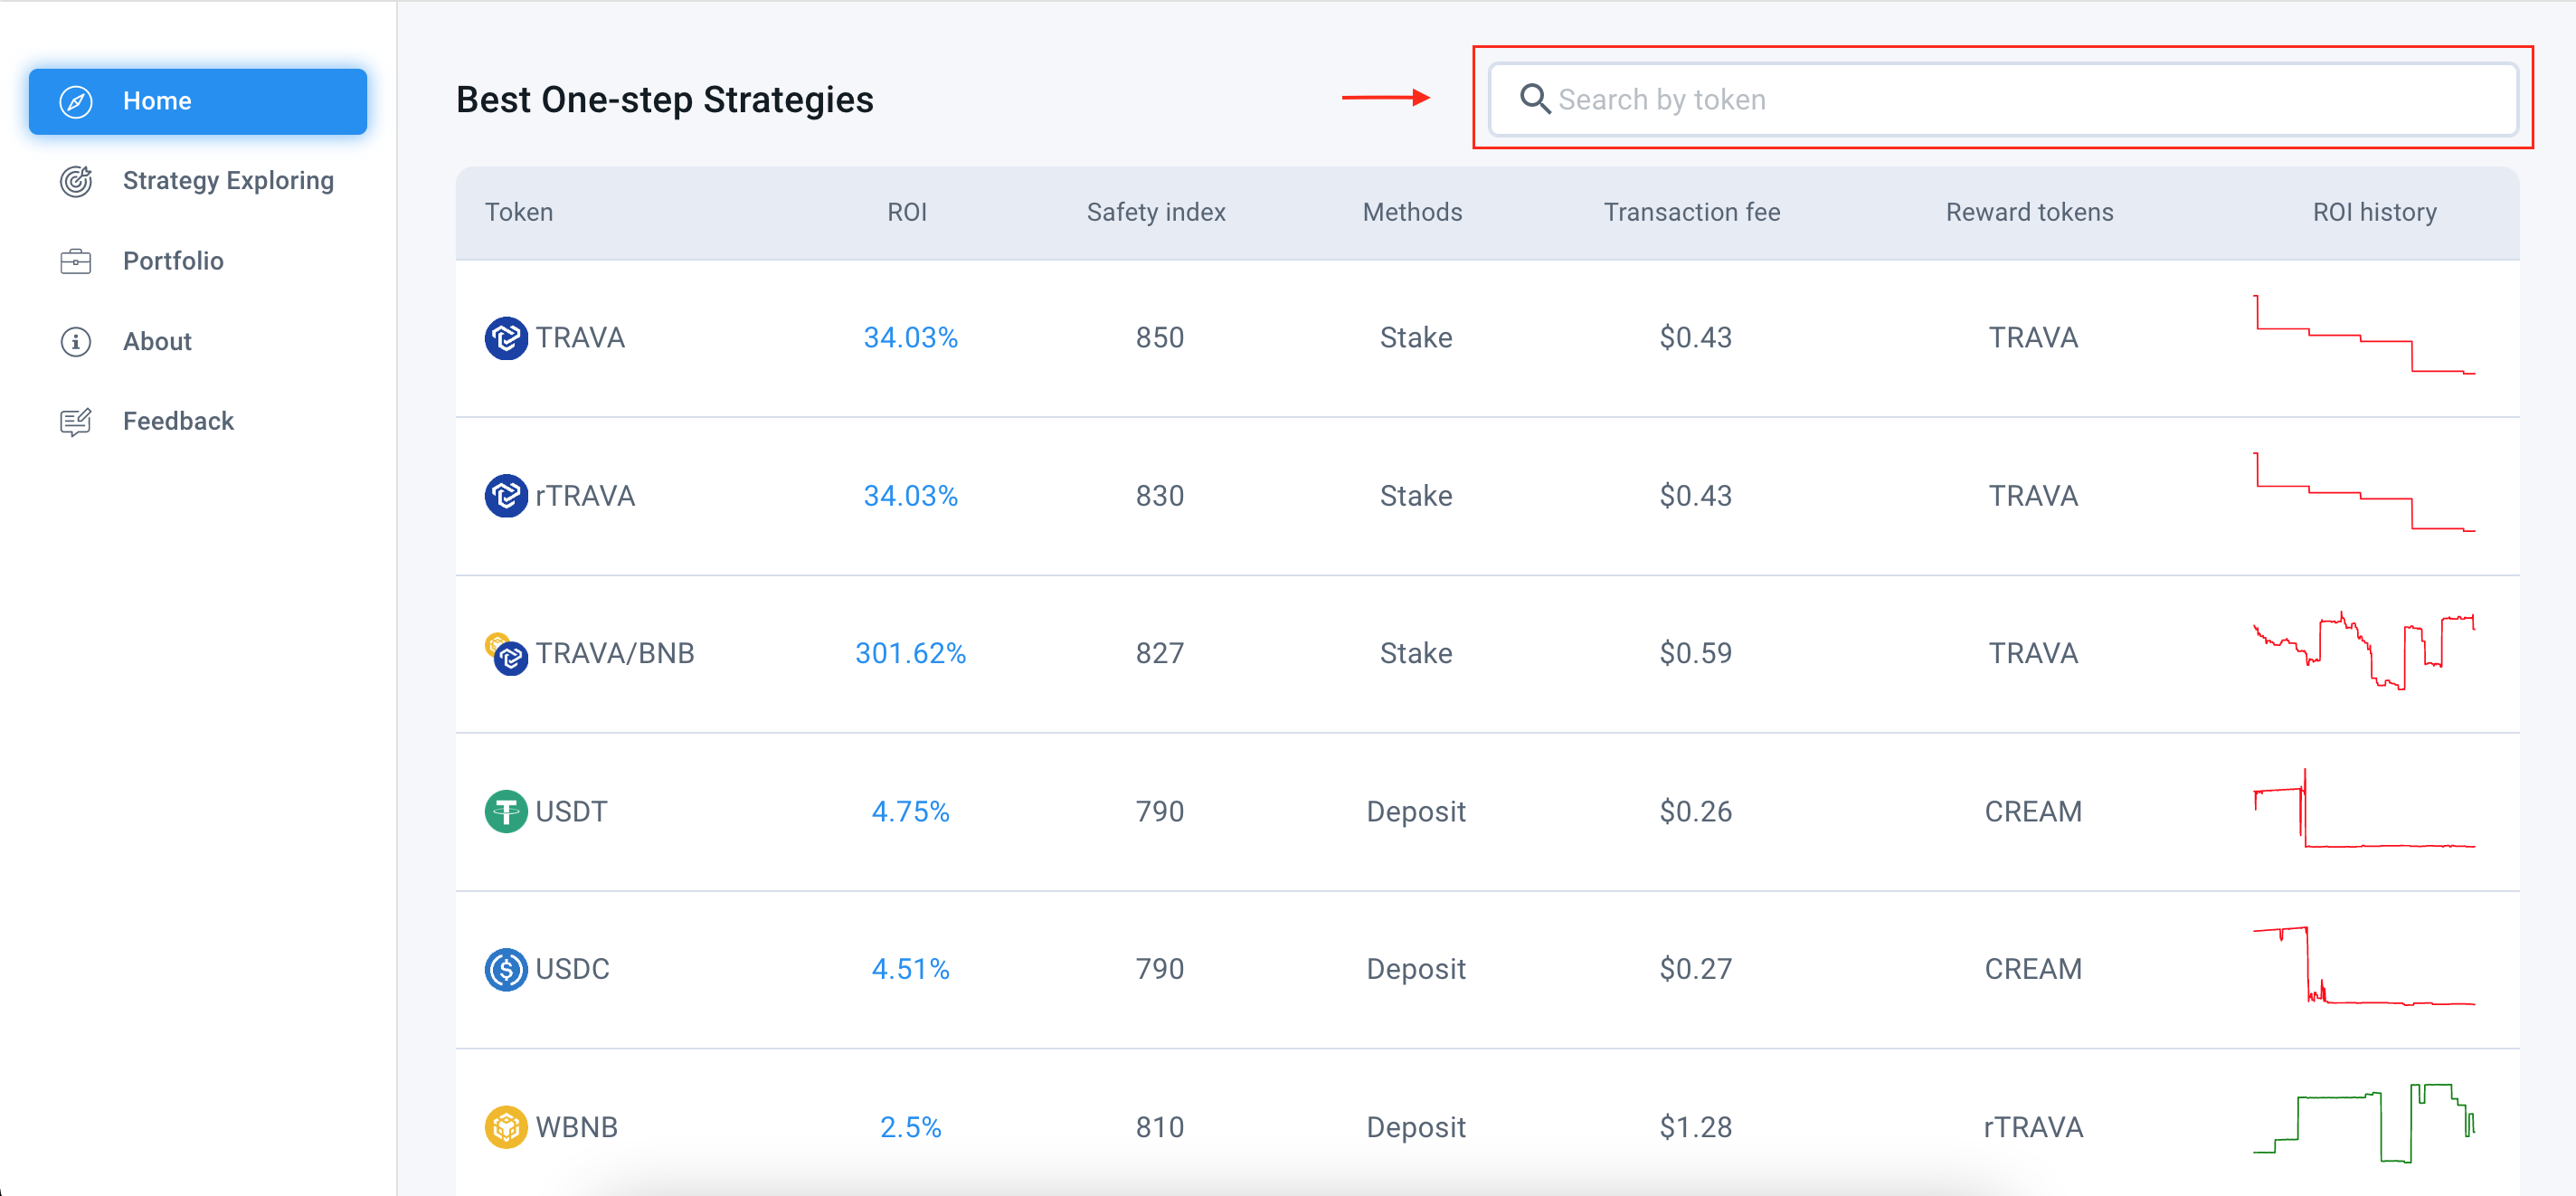 Home
Strategy Exploring
Portfolio
About
Feedback
Best One-step Strategies
Search by token
Token ROI Safety index Methods Transaction fee Reward tokens ROI history
TRAVA 34.03% 850 Stake $0.43 TRAVA
rTRAVA 34.03% 830 Stake $0.43 TRAVA
TRAVA/BNB 301.62% 827 Stake $0.59 TRAVA
USDT 4.75% 790 Deposit $0.26 CREAM
USDC 4.51% 790 Deposit $0.27 CREAM
WBNB 2.5% 810 Deposit $1.28 rTRAVA